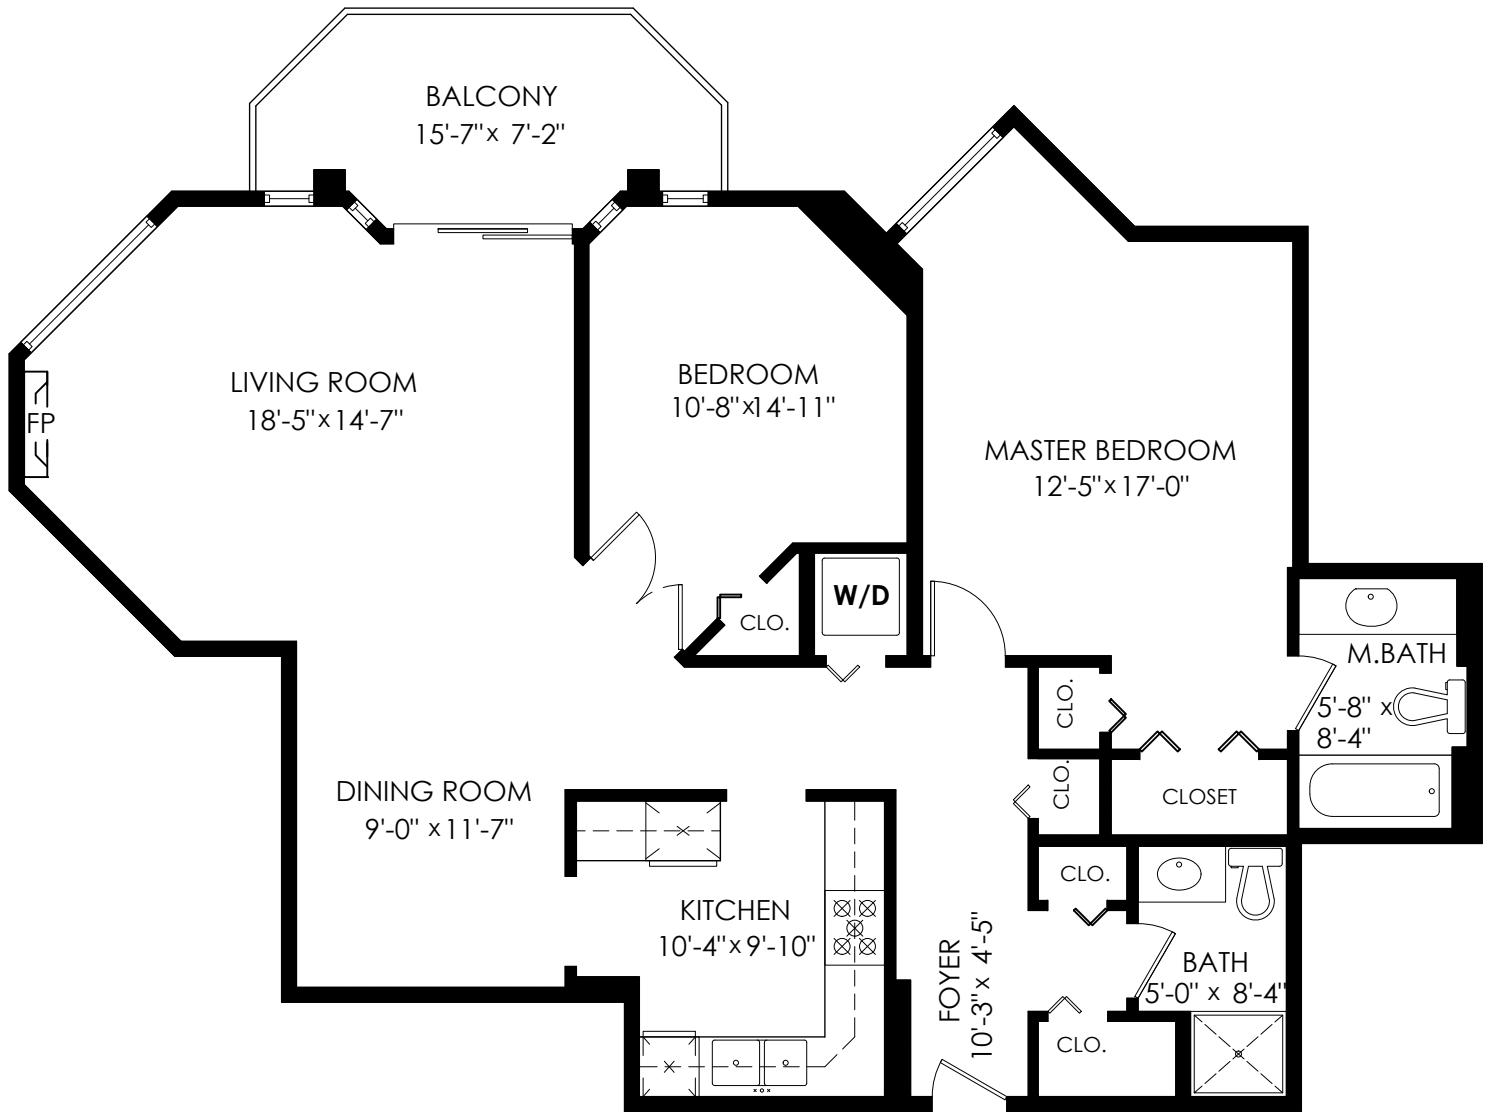 BALCONY
15'-7" x 7'-2"
LIVING ROOM
18'-5" x 14'-7"
FP
BEDROOM
10'-8" x 14'-11"
MASTER BEDROOM
12'-5" x 17'-0"
W/D
CLO.
M.BATH
5'-8" x
8'-4"
CLO.
CLO.
CLOSET
DINING ROOM
9'-0" x 11'-7"
KITCHEN
10'-4" x 9'-10"
CLO.
FOYER
10'-3" x 4'-5"
BATH
5'-0" x 8'-4"
CLO.